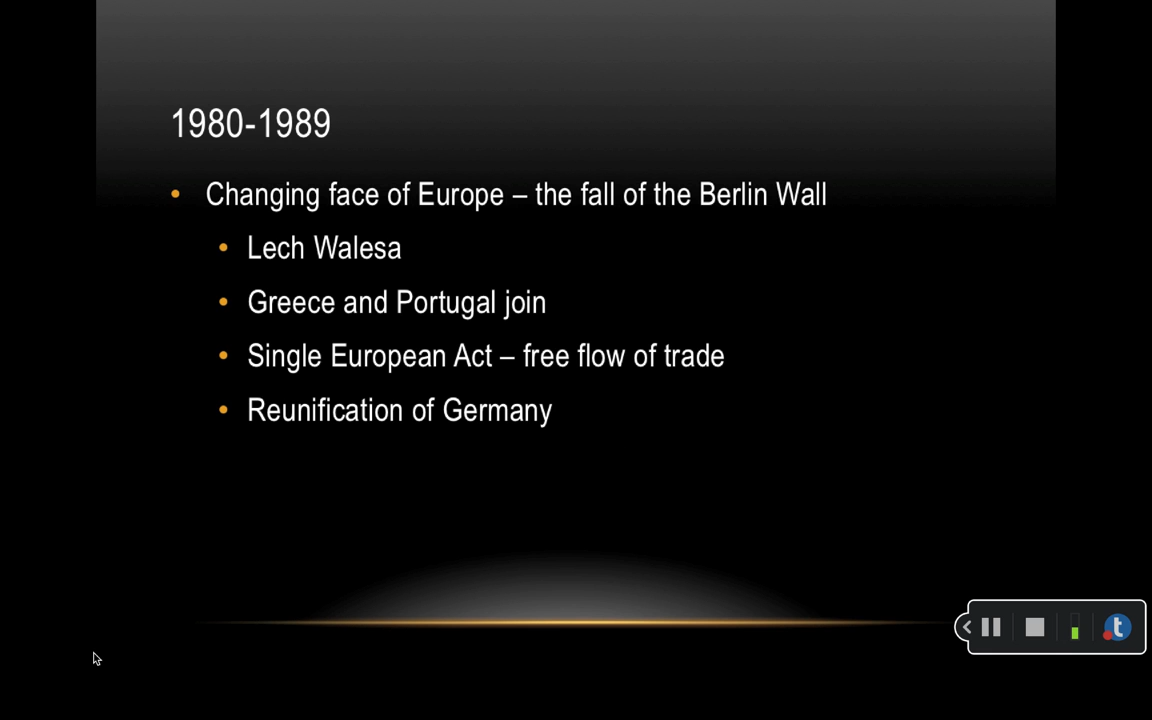 1980-1989
• Changing face of Europe – the fall of the Berlin Wall
• Lech Walesa
• Greece and Portugal join
• Single European Act – free flow of trade
• Reunification of Germany
t